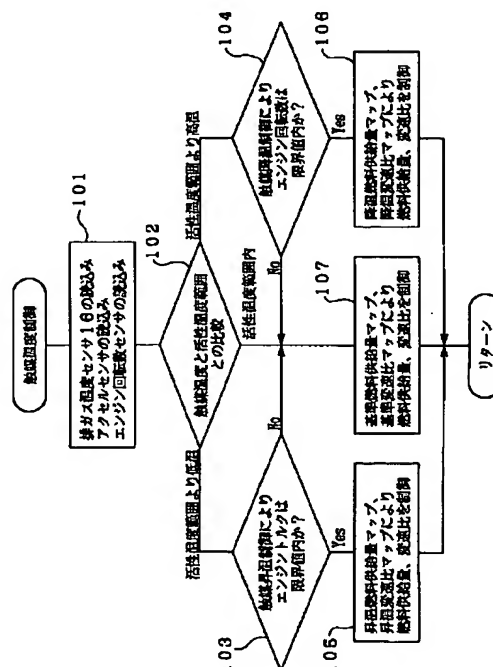 触媒温度制御
101
排ガス温度センサ16の読込み
アクセルセンサの読込み
エンジン回転数センサの読込み
102
触媒温度と活性温度範囲
との比較
活性温度範囲より低温
活性温度範囲内
活性温度範囲より高温
103
触媒昇温制御により
エンジントルクは
限界値内か?
No
Yes
104
触媒降温制御により
エンジン回転数は
限界値内か?
No
Yes
105
昇温燃料供給量マップ、
昇温変速比マップにより
燃料供給量、変速比を制御
107
基準燃料供給量マップ、
基準変速比マップにより
燃料供給量、変速比を制御
106
降温燃料供給量マップ、
降温変速比マップにより
燃料供給量、変速比を制御
リターン